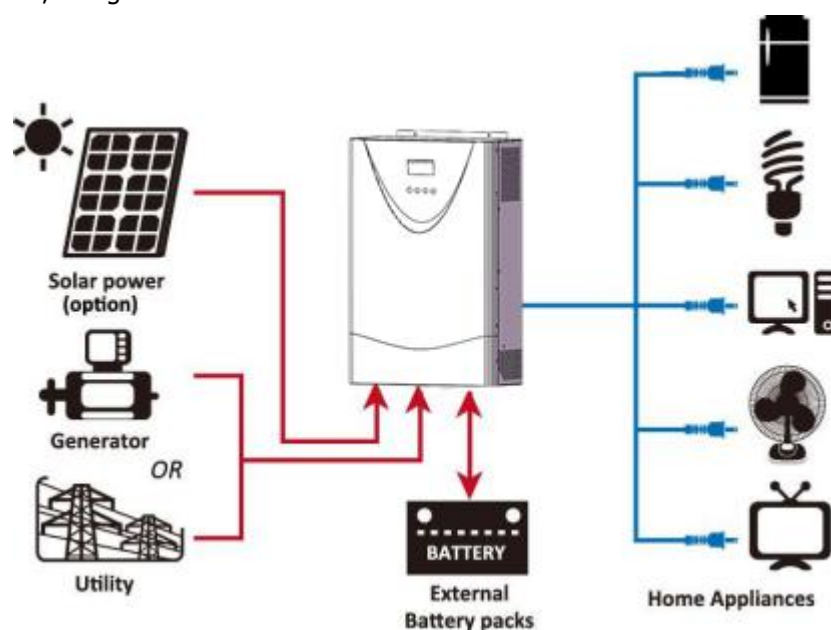 Solar power
(option)
Generator
OR
Utility
BATTERY
External
Battery packs
Home Appliances